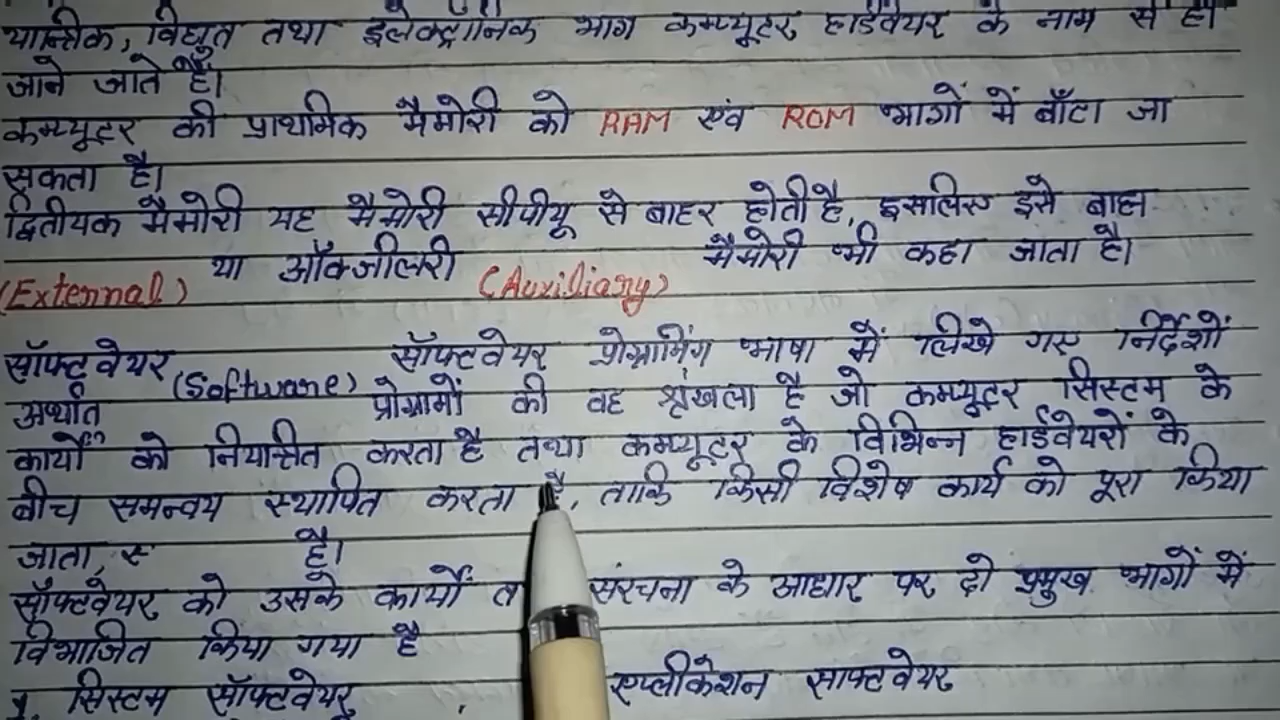 यान्त्रिक, विद्युत तथा इलेक्ट्रॉनिक भाग कम्प्यूटर हार्डवेयर के नाम से ही
जाने जाते हैं।
कम्प्यूटर की प्राथमिक मैमोरी को RAM एंव ROM भागों में बाँटा जा
सकता है।
द्वितीयक मैमोरी यह मैमोरी सीपीयू से बाहर होती है, इसलिए इसे बाह्म
(External) या ऑक्जीलरी (Auxiliary) मैमोरी भी कहा जाता है।
सॉफ्टवेयर (Software) सॉफ्टवेयर प्रोग्रामिंग भाषा में लिखे गए निर्देशों
अर्थात प्रोग्रामों की वह श्रृंखला है जो कम्प्यूटर सिस्टम के
कार्यों को नियन्त्रित करता है तथा कम्प्यूटर के विभिन्न हार्डवेयरों के
बीच समन्वय स्थापित करता है, ताकि किसी विशेष कार्य को पूरा किया
जाता, स है।
सॉफ्टवेयर को उसके कार्यों त संरचना के आधार पर दो प्रमुख भागों में
विभाजित किया गया है
1. सिस्टम सॉफ्टवेयर, एप्लीकेशन साफ्टवेयर